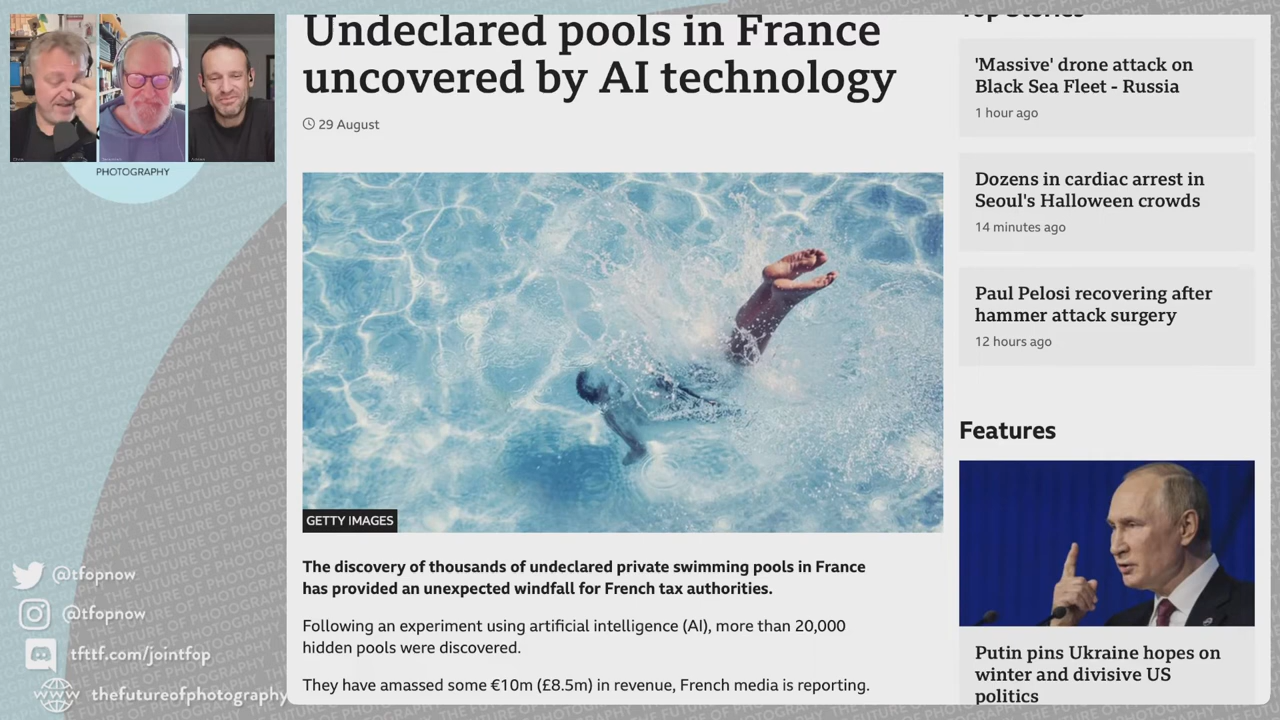 PHOTOGRAPHY
@tfopnow
@tfopnow
tfttf.com/jointfop
thefutureofphotography
Undeclared pools in France
uncovered by AI technology
29 August
GETTY IMAGES
The discovery of thousands of undeclared private swimming pools in France
has provided an unexpected windfall for French tax authorities.
Following an experiment using artificial intelligence (AI), more than 20,000
hidden pools were discovered.
They have amassed some €10m (£8.5m) in revenue, French media is reporting.
Top Stories
'Massive' drone attack on
Black Sea Fleet - Russia
1 hour ago
Dozens in cardiac arrest in
Seoul's Halloween crowds
14 minutes ago
Paul Pelosi recovering after
hammer attack surgery
12 hours ago
Features
Putin pins Ukraine hopes on
winter and divisive US
politics